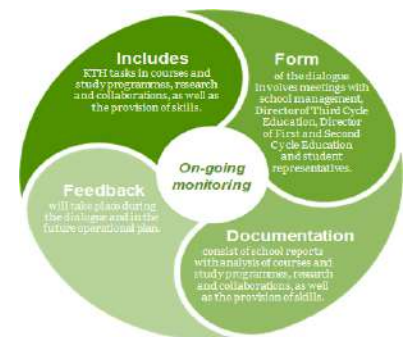 Includes
KTH tasks in courses and
study programmes, research
and collaborations, as well as
the provision of skills.
Form
of the dialogue
involves meetings with
school management,
Director of Third Cycle
Education, Director
of First and Second
Cycle Education
and student
representatives.
On-going
monitoring
Feedback
will take place during
the dialogue and in the
future operational plan.
Documentation
consist of school reports
with analysis of courses and
study programmes, research
and collaborations, as well
as the provision of skills.